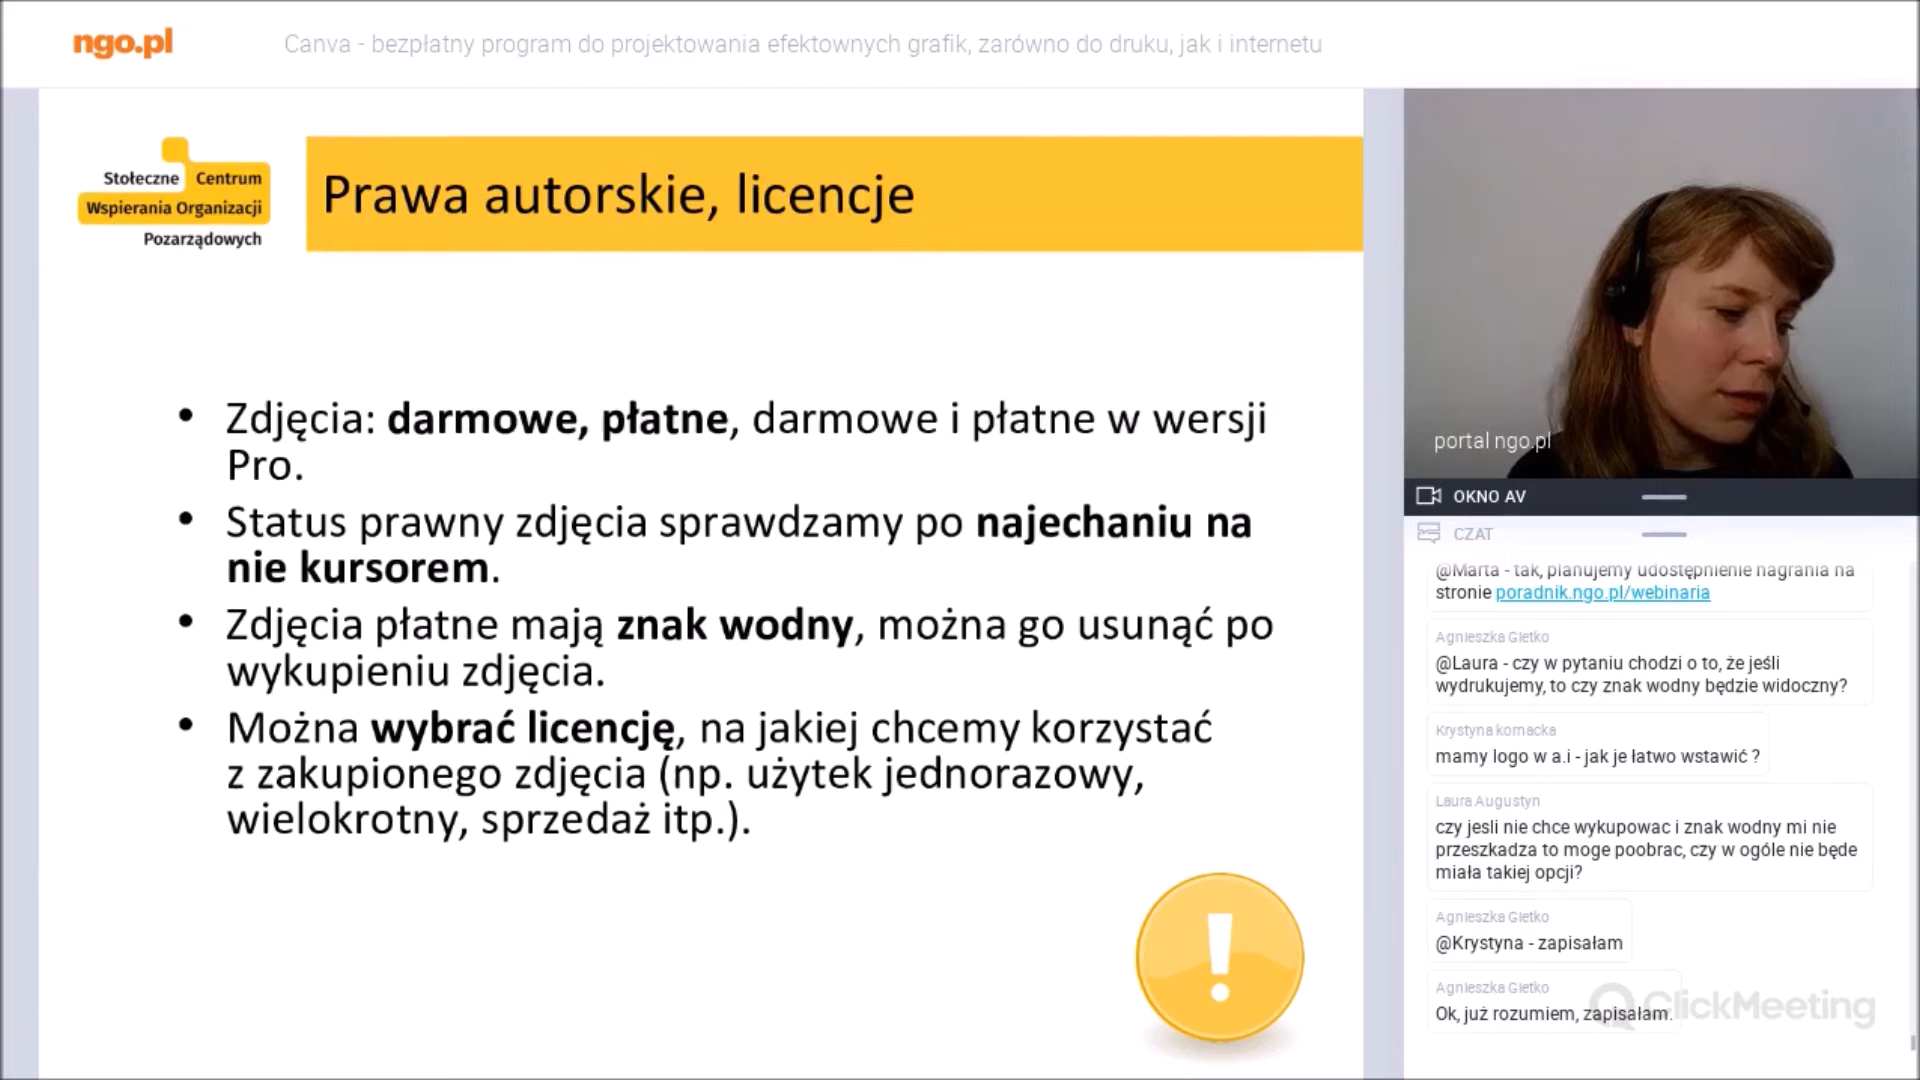 ngo.pl
Canva - bezpłatny program do projektowania efektownych grafik, zarówno do druku, jak i internetu
Stołeczne Centrum
Wspierania Organizacji
Pozarządowych
Prawa autorskie, licencje
• Zdjęcia: darmowe, płatne, darmowe i płatne w wersji
Pro.
• Status prawny zdjęcia sprawdzamy po najechaniu na
nie kursorem.
• Zdjęcia płatne mają znak wodny, można go usunąć po
wykupieniu zdjęcia.
• Można wybrać licencję, na jakiej chcemy korzystać
z zakupionego zdjęcia (np. użytek jednorazowy,
wielokrotny, sprzedaż itp.).
!
portal ngo.pl
OKNO AV
CZAT
@Marta - tak, planujemy udostępnienie nagrania na
stronie poradnik.ngo.pl/webinaria
Agnieszka Gietko
@Laura - czy w pytaniu chodzi o to, że jeśli
wydrukujemy, to czy znak wodny będzie widoczny?
Krystyna kornacka
mamy logo w a.i - jak je łatwo wstawić ?
Laura Augustyn
czy jesli nie chce wykupowac i znak wodny mi nie
przeszkadza to moge poobrac, czy w ogóle nie będe
miała takiej opcji?
Agnieszka Gietko
@Krystyna - zapisałam
Agnieszka Gietko
Ok, już rozumiem, zapisałam.
ClickMeeting